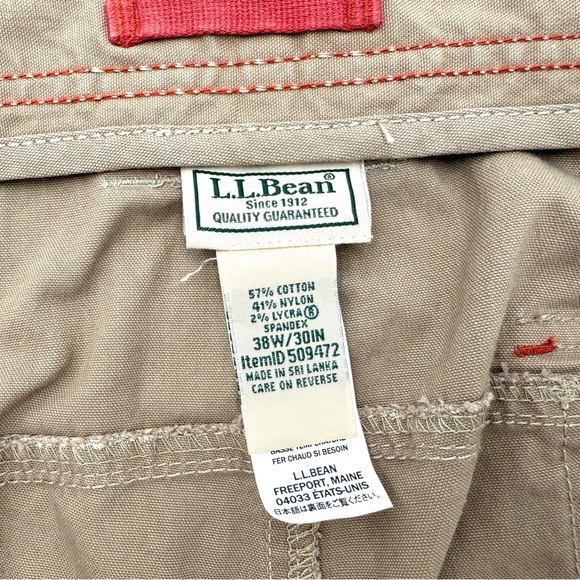 L.L.Bean®
Since 1912
QUALITY GUARANTEED
57% COTTON
41% NYLON
2% LYCRA®
SPANDEX
38W/30IN
ItemID 509472
MADE IN SRI LANKA
CARE ON REVERSE
BASSE TEMPÉRATURE
FER CHAUD SI BESOIN
L.L.BEAN
FREEPORT, MAINE
04033 ÉTATS-UNIS
日本語は裏面をご覧ください。